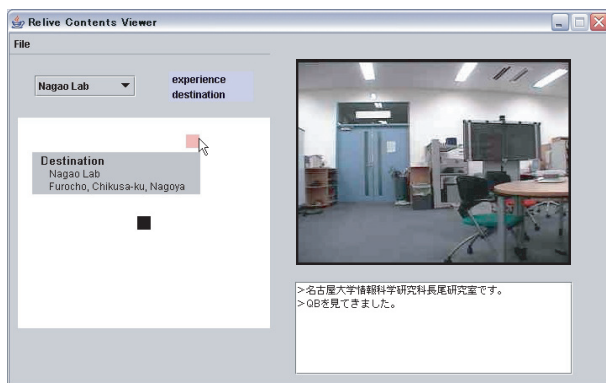 Relive Contents Viewer
File
Nagao Lab
experience
destination
Destination
Nagao Lab
Furocho, Chikusa-ku, Nagoya
>名古屋大学情報科学研究科長尾研究室です。
>QBを見てきました。